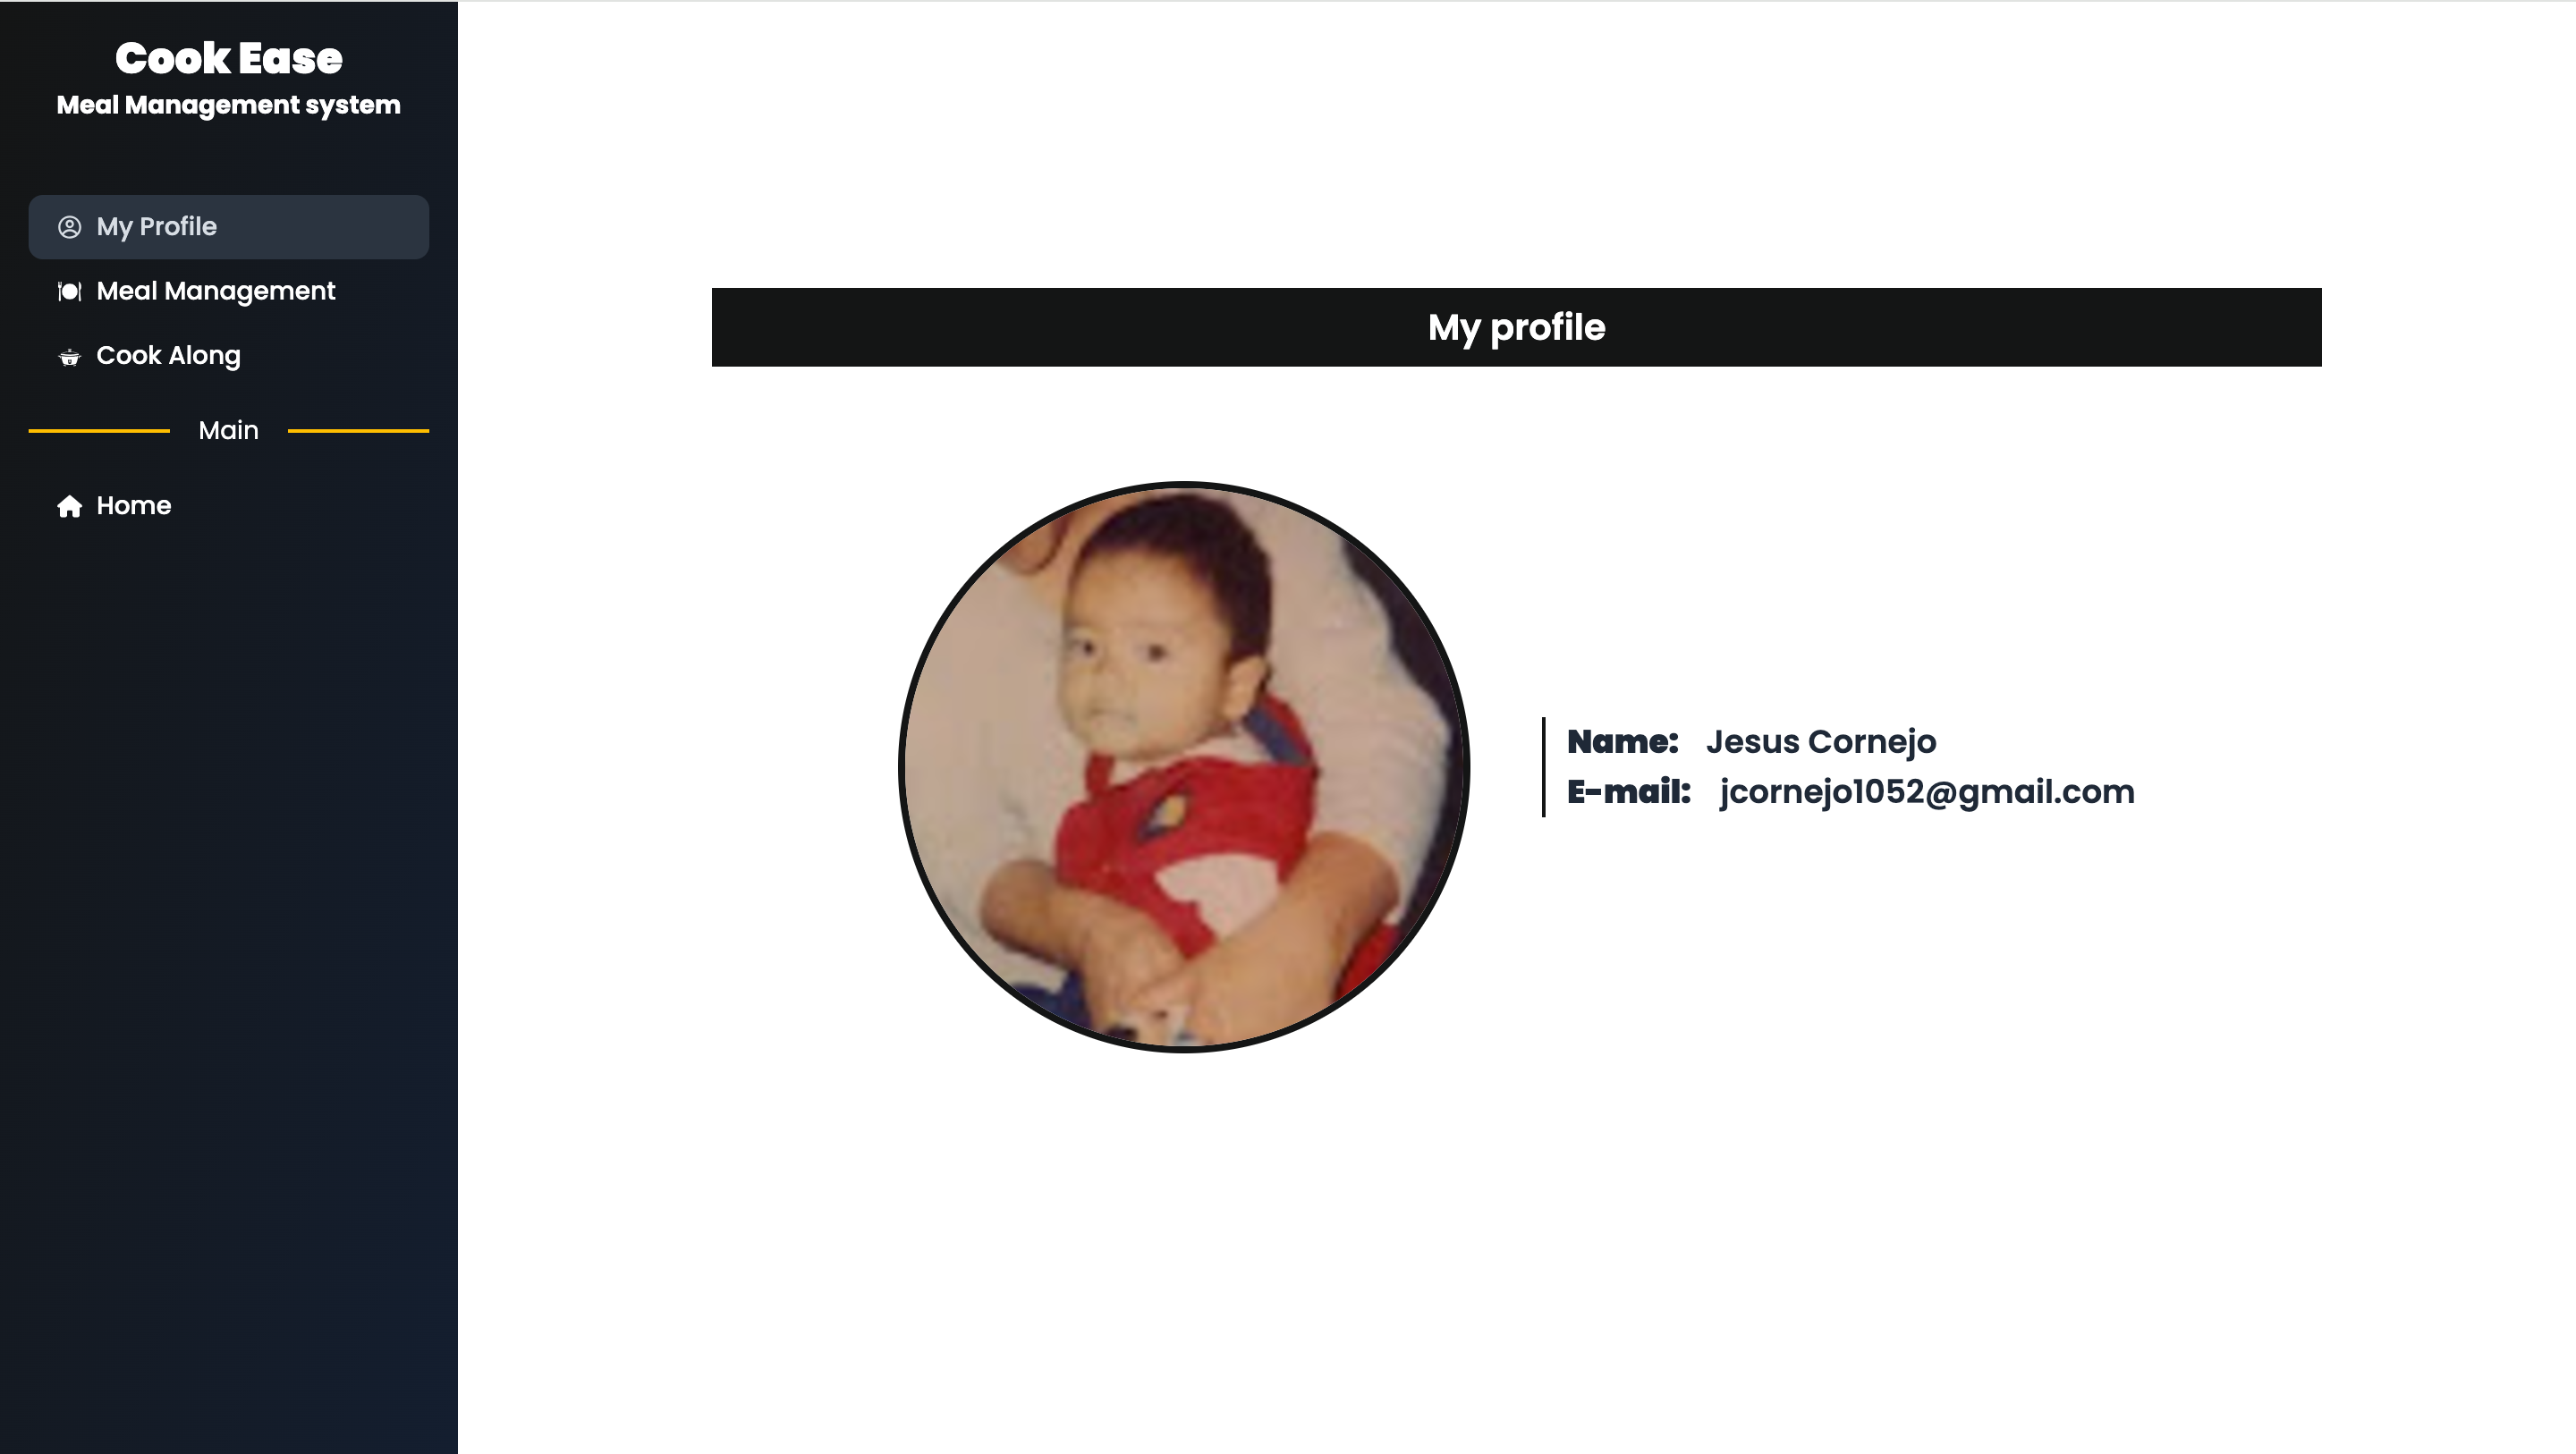 Cook Ease
Meal Management system
My Profile
Meal Management
Cook Along
Main
Home
My profile
Name: Jesus Cornejo
E-mail: jcornejo1052@gmail.com